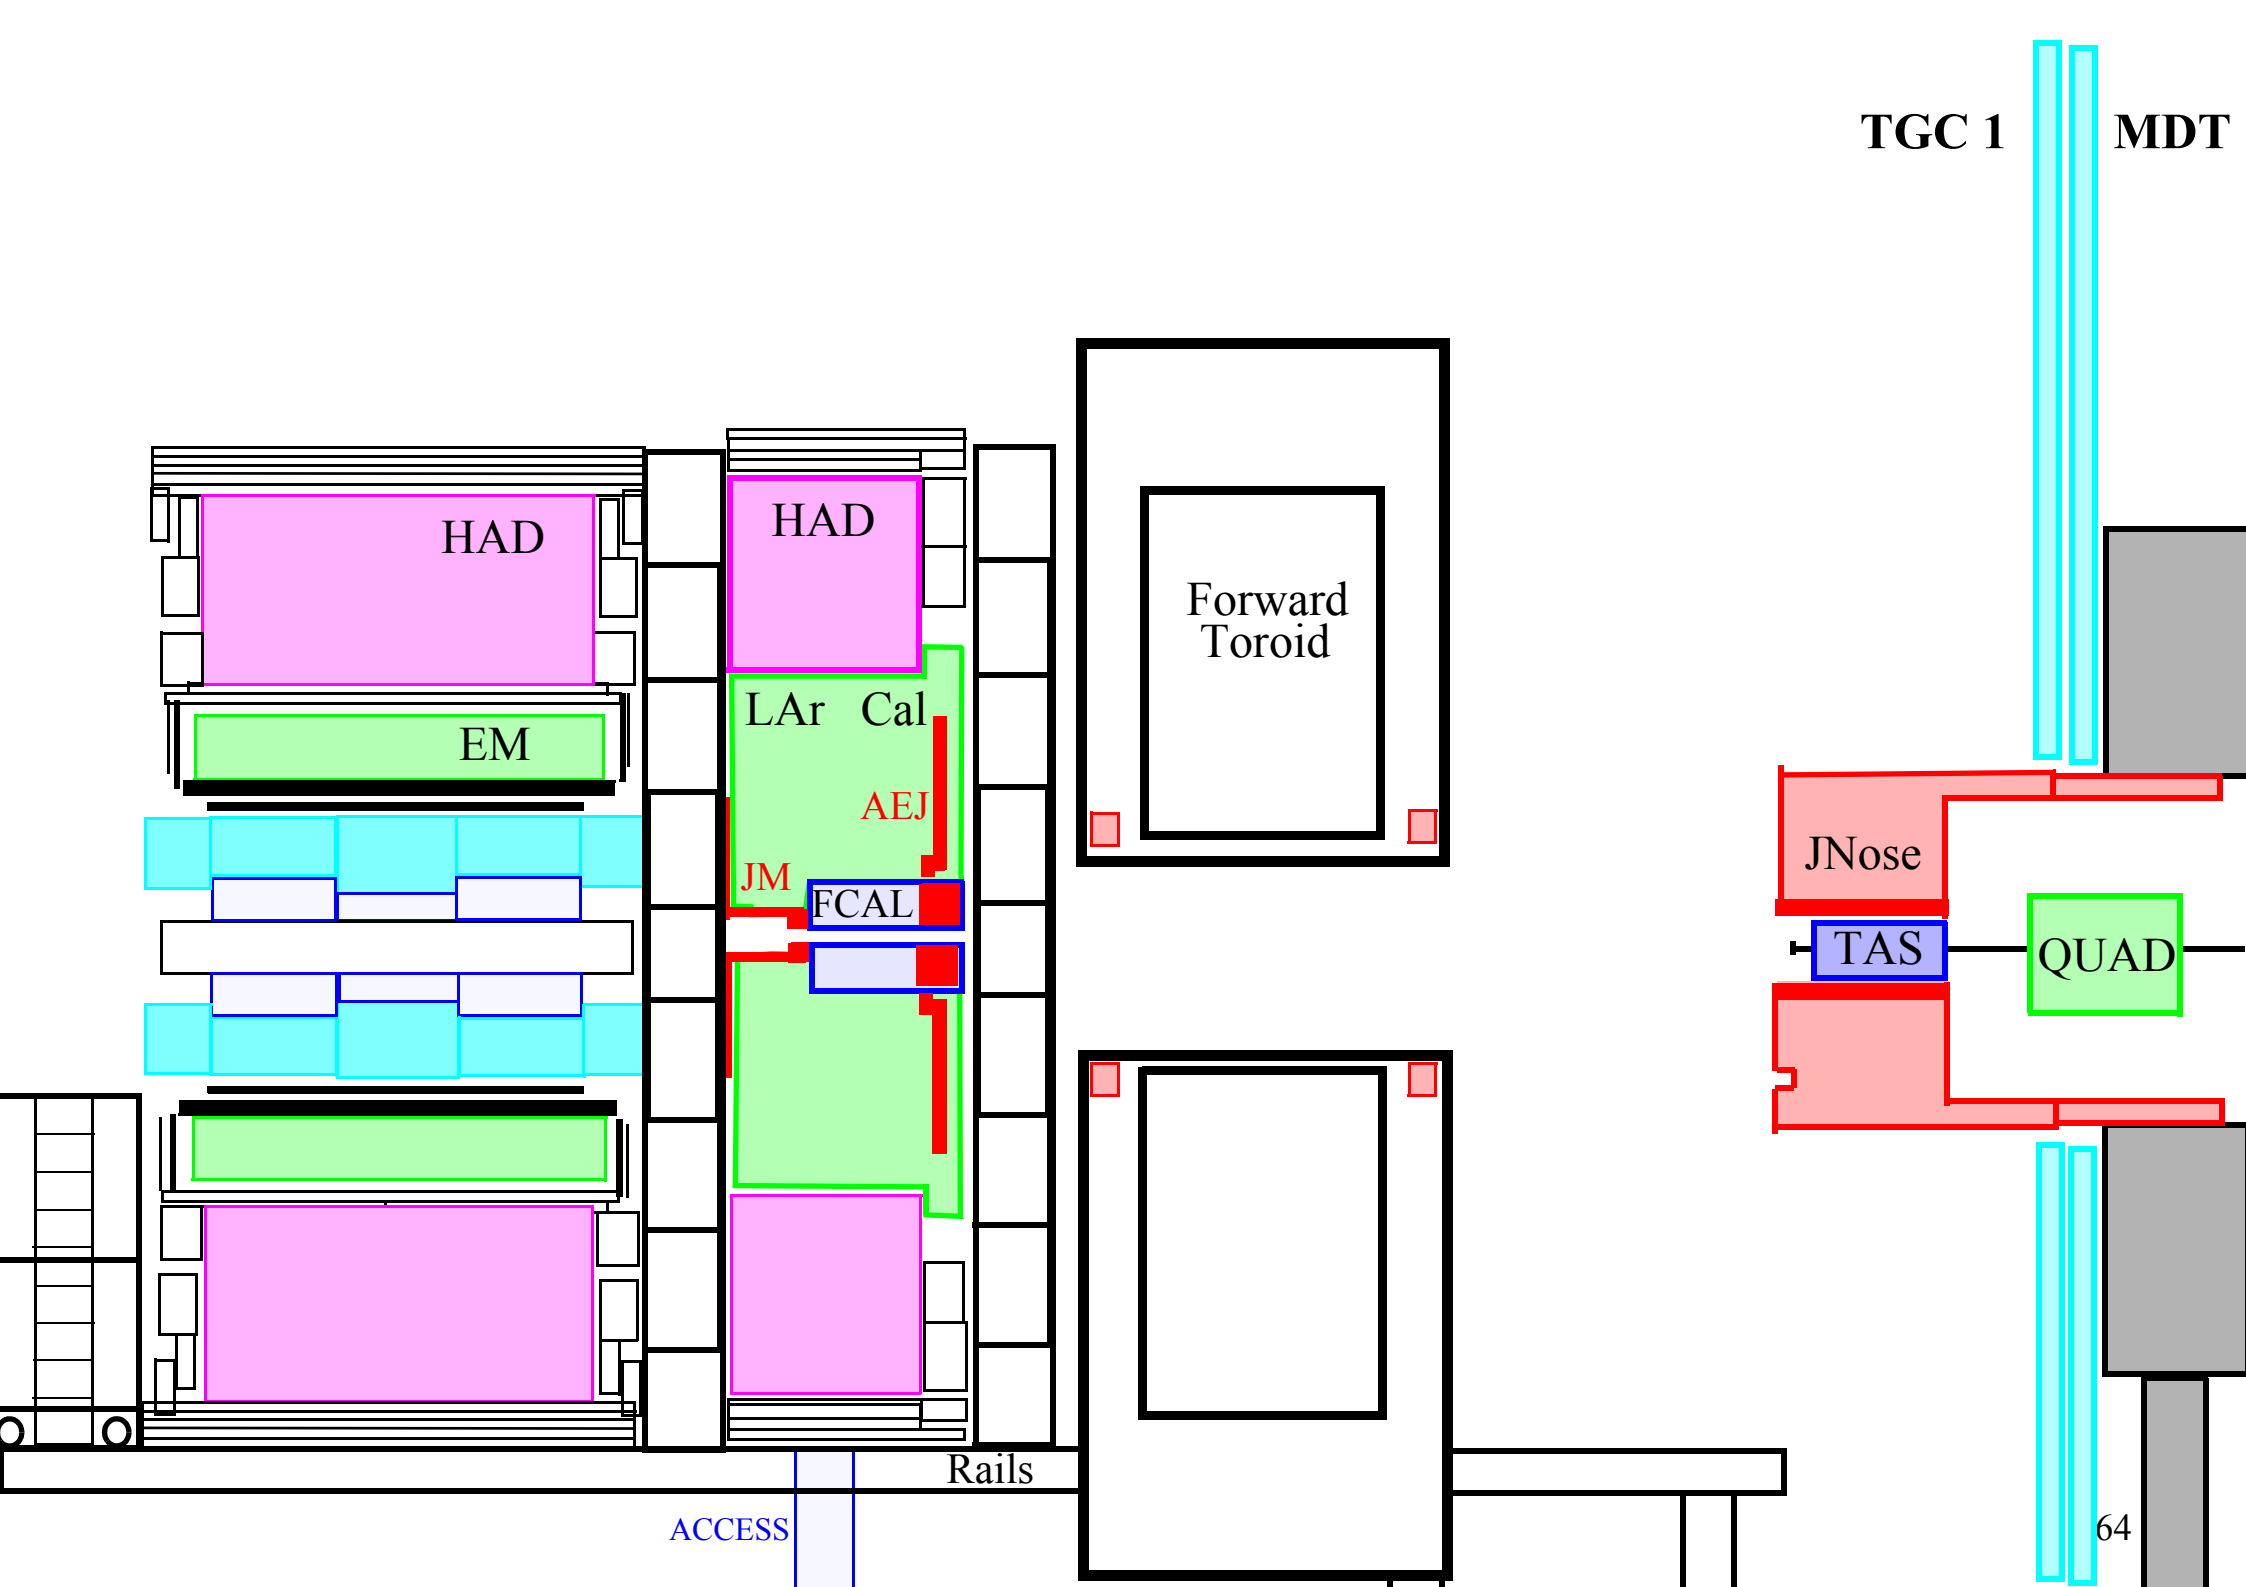 TGC 1 MDT
HAD
HAD
Forward
Toroid
LAr Cal
EM
AEJ
JM
FCAL
JNose
TAS
QUAD
Rails
ACCESS
64